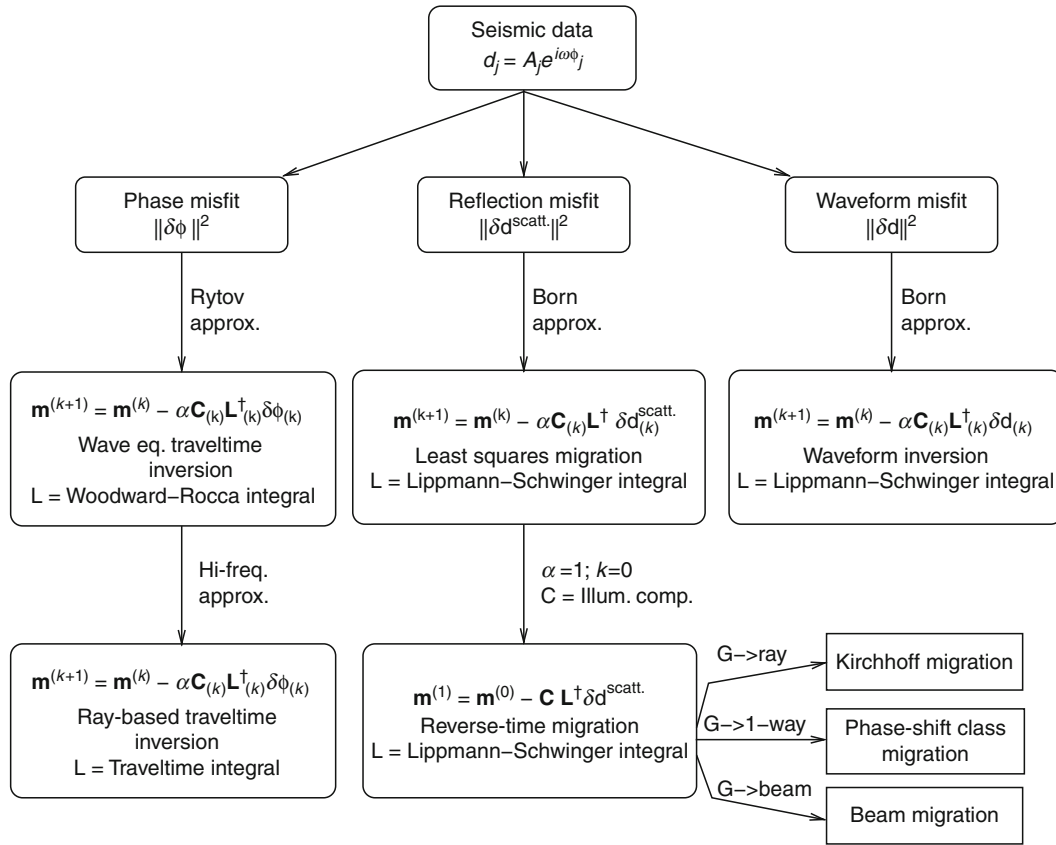 Seismic data
d_j = A_j e^{iωϕ_j}
Phase misfit
||δϕ||²
Reflection misfit
||δd^{scatt.}||²
Waveform misfit
||δd||²
Rytov
approx.
Born
approx.
Born
approx.
m^{(k+1)} = m^{(k)} - αC_{(k)}L†_{(k)}δϕ_{(k)}
Wave eq. traveltime
inversion
L = Woodward−Rocca integral
m^{(k+1)} = m^{(k)} - αC_{(k)}L† δd_{(k)}^{scatt.}
Least squares migration
L = Lippmann−Schwinger integral
m^{(k+1)} = m^{(k)} - αC_{(k)}L†_{(k)}δd_{(k)}
Waveform inversion
L = Lippmann−Schwinger integral
Hi-freq.
approx.
α =1; k=0
C = Illum. comp.
m^{(k+1)} = m^{(k)} - αC_{(k)}L†_{(k)}δϕ_{(k)}
Ray-based traveltime
inversion
L = Traveltime integral
m^{(1)} = m^{(0)} - C L†δd^{scatt.}
Reverse-time migration
L = Lippmann−Schwinger integral
G−>ray
Kirchhoff migration
G−>1−way
Phase-shift class
migration
G−>beam
Beam migration